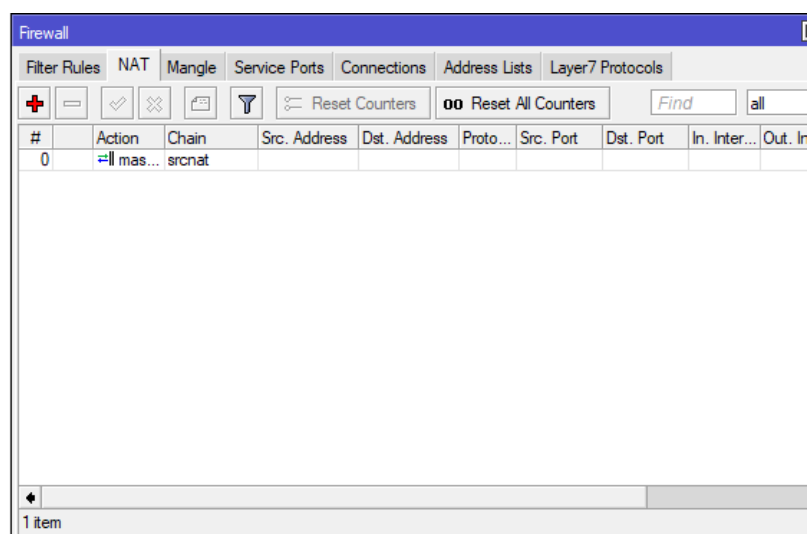 Firewall
Filter Rules NAT Mangle Service Ports Connections Address Lists Layer7 Protocols
Reset Counters 00 Reset All Counters Find all
# Action Chain Src. Address Dst. Address Proto... Src. Port Dst. Port In. Inter... Out. In
0 mas... srcnat
1 item